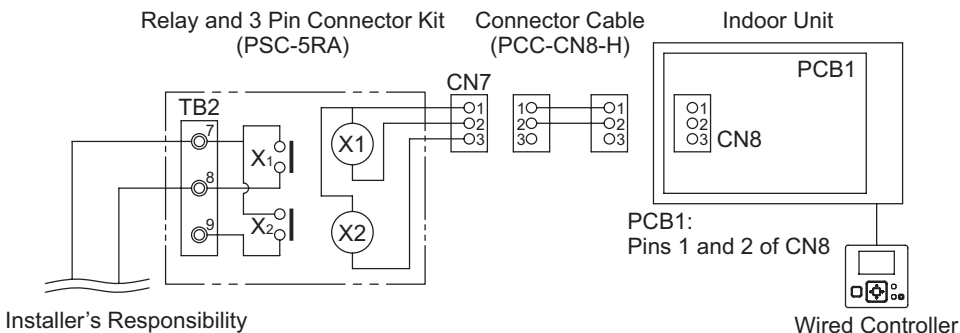 Relay and 3 Pin Connector Kit
(PSC-5RA)
Connector Cable
(PCC-CN8-H)
Indoor Unit
PCB1
CN7
TB2
7
8
9
X1
X2
X1
X2
1
2
3
1
2
3
1
2
3
1
2
3
CN8
PCB1:
Pins 1 and 2 of CN8
Installer's Responsibility
Wired Controller